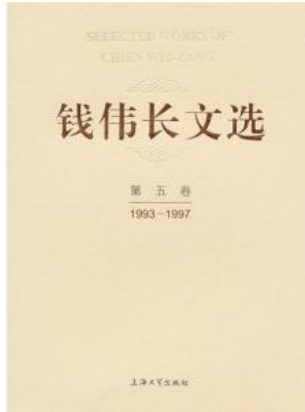 SELECTED WORKS OF
CHIEN WEI-ZANG
钱伟长文选
第五卷
1993—1997
上海大学出版社